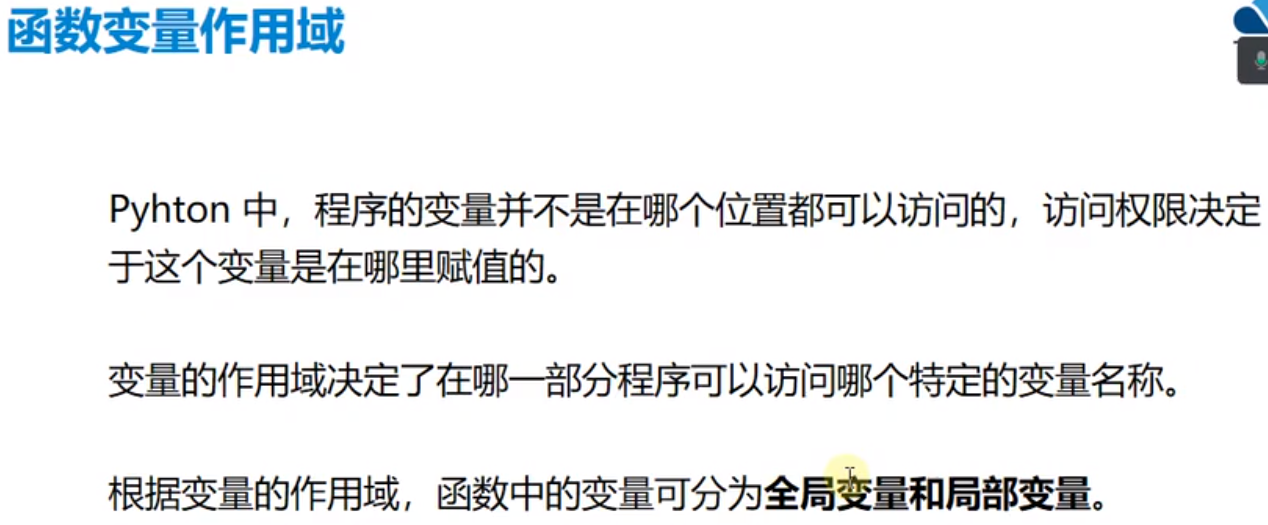 函数变量作用域
Pyhton 中，程序的变量并不是在哪个位置都可以访问的，访问权限决定
于这个变量是在哪里赋值的。
变量的作用域决定了在哪一部分程序可以访问哪个特定的变量名称。
根据变量的作用域，函数中的变量可分为全局变量和局部变量。